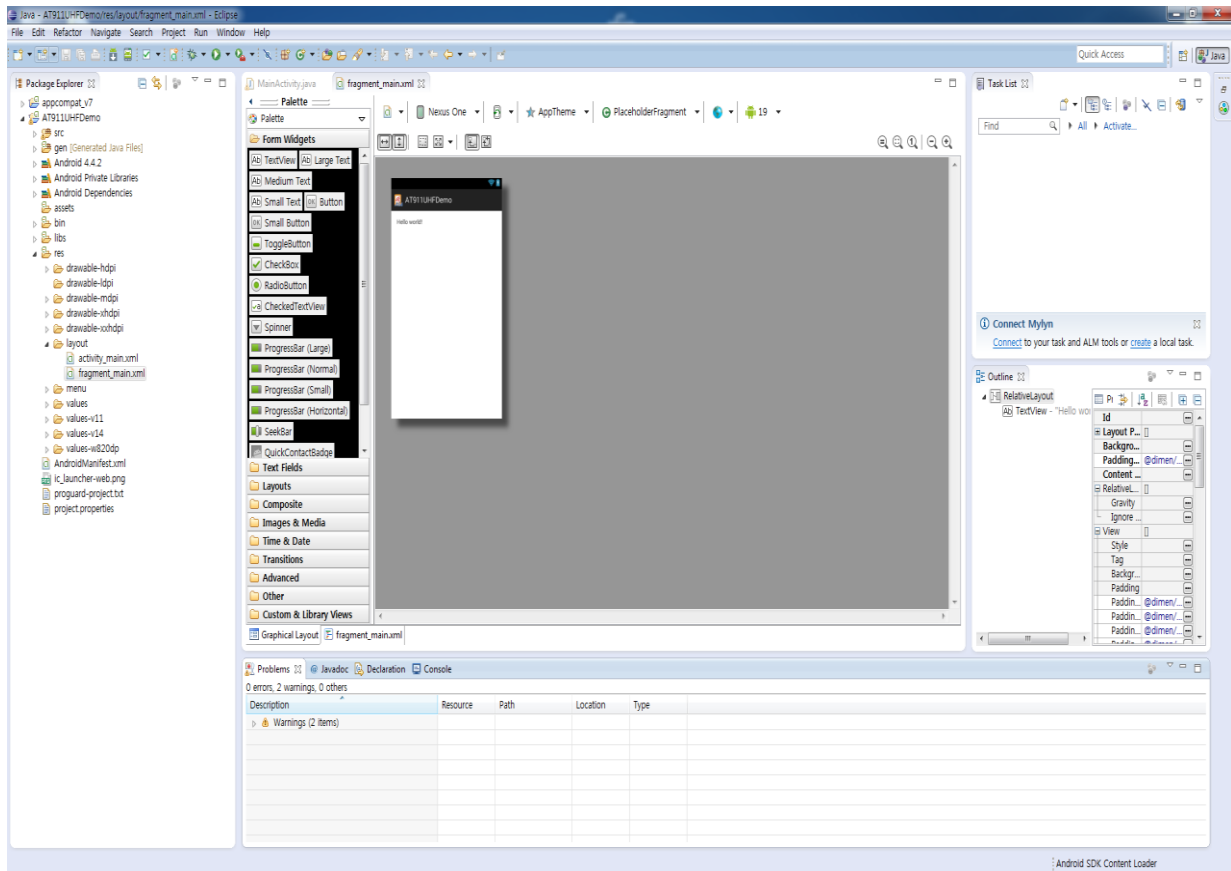 Java - AT911UHFDemo/res/layout/fragment_main.xml - Eclipse
File Edit Refactor Navigate Search Project Run Window Help
Quick Access
Java
Package Explorer
appcompat_v7
AT911UHFDemo
src
gen [Generated Java Files]
Android 4.4.2
Android Private Libraries
Android Dependencies
assets
bin
libs
res
drawable-hdpi
drawable-ldpi
drawable-mdpi
drawable-xhdpi
drawable-xxhdpi
layout
activity_main.xml
fragment_main.xml
menu
values
values-v11
values-v14
values-w820dp
AndroidManifest.xml
ic_launcher-web.png
proguard-project.txt
project.properties
MainActivity.java fragment_main.xml
Palette
Palette
Form Widgets
Ab TextView Ab Large Text
Ab Medium Text
Ab Small Text OK Button
OK Small Button
ToggleButton
CheckBox
RadioButton
CheckedTextView
Spinner
ProgressBar (Large)
ProgressBar (Normal)
ProgressBar (Small)
ProgressBar (Horizontal)
SeekBar
QuickContactBadge
Text Fields
Layouts
Composite
Images & Media
Time & Date
Transitions
Advanced
Other
Custom & Library Views
Graphical Layout fragment_main.xml
Nexus One AppTheme PlaceholderFragment 19
AT911UHFDemo
Hello world!
Task List
Find All Activate...
Connect Mylyn
Connect to your task and ALM tools or create a local task.
Outline
RelativeLayout
Ab TextView - "Hello wo
Pr
Id
Layout P... []
Backgro...
Padding... @dimen/...
Content ...
RelativeL... []
Gravity
Ignore ...
View []
Style
Tag
Backgr...
Padding
Paddin... @dimen/...
Paddin... @dimen/...
Paddin... @dimen/...
Problems @ Javadoc Declaration Console
0 errors, 2 warnings, 0 others
Description Resource Path Location Type
Warnings (2 items)
Android SDK Content Loader